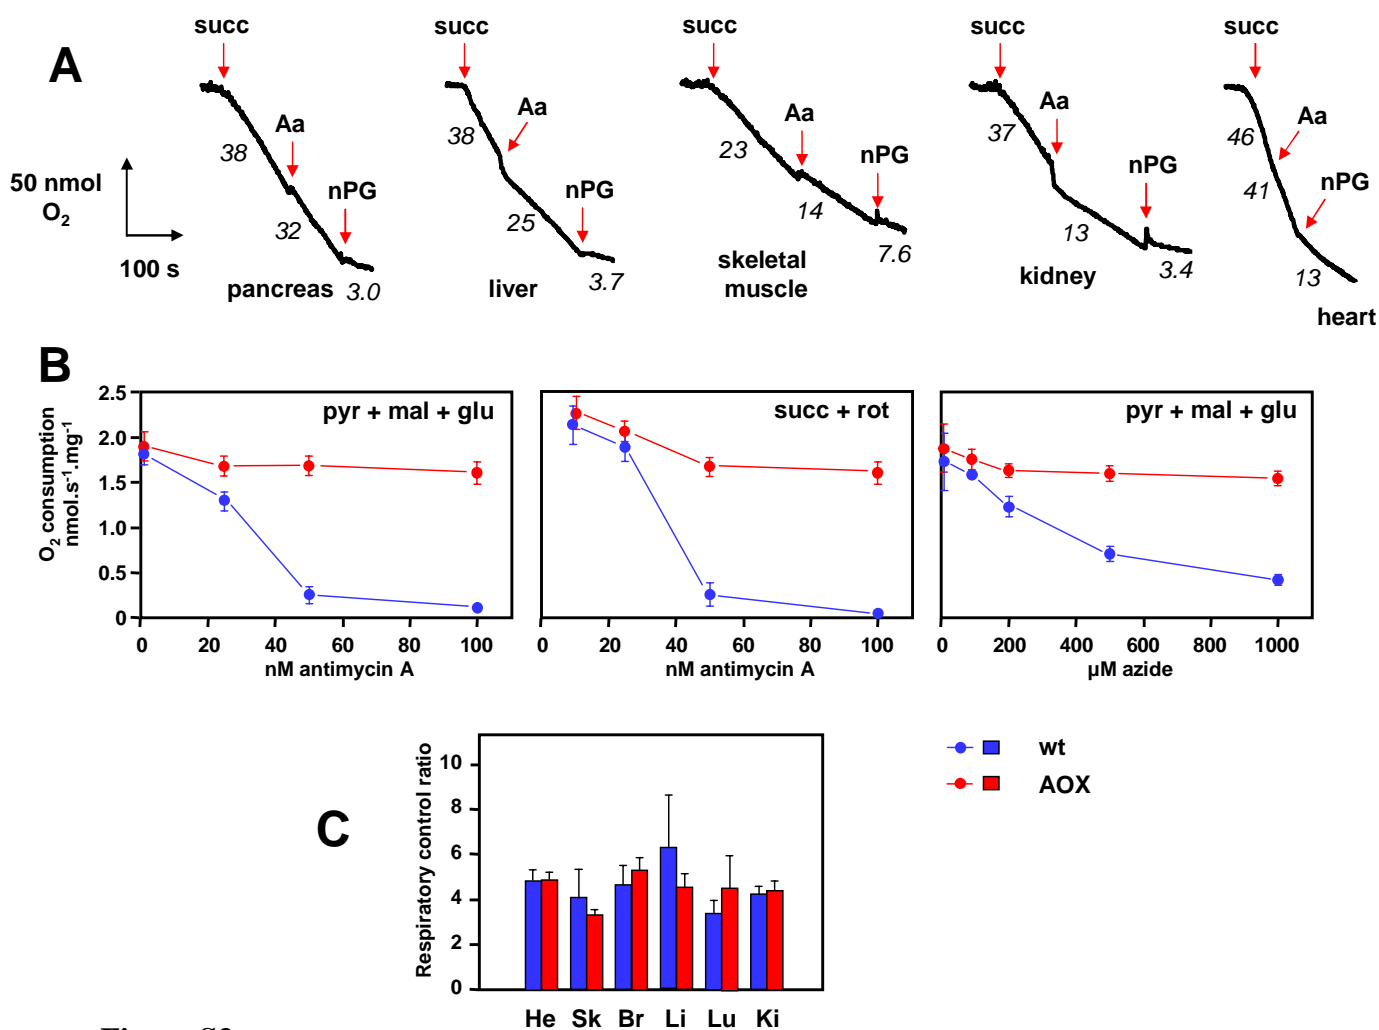 A
succ
succ
succ
succ
succ
Aa
Aa
Aa
Aa
Aa
nPG
nPG
nPG
nPG
nPG
50 nmol
O2
100 s
38
32
3.0
pancreas
38
25
3.7
liver
23
14
7.6
skeletal
muscle
37
13
3.4
kidney
46
41
13
heart
B
O2 consumption
nmol.s-1.mg-1
2.5
2.0
1.5
1.0
0.5
0
pyr + mal + glu
0 20 40 60 80 100
nM antimycin A
succ + rot
0 20 40 60 80 100
nM antimycin A
pyr + mal + glu
0 200 400 600 800 1000
µM azide
C
Respiratory control ratio
10
8
6
4
2
0
He Sk Br Li Lu Ki
wt
AOX